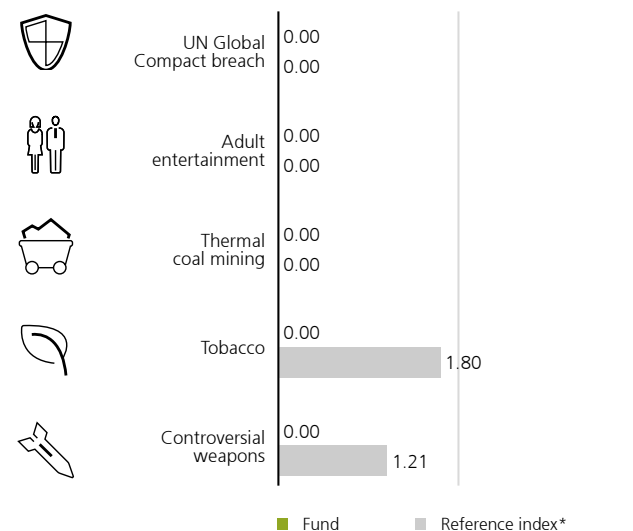 UN Global
Compact breach
0.00
0.00
Adult
entertainment
0.00
0.00
Thermal
coal mining
0.00
0.00
Tobacco
0.00
1.80
Controversial
weapons
0.00
1.21
Fund
Reference index*